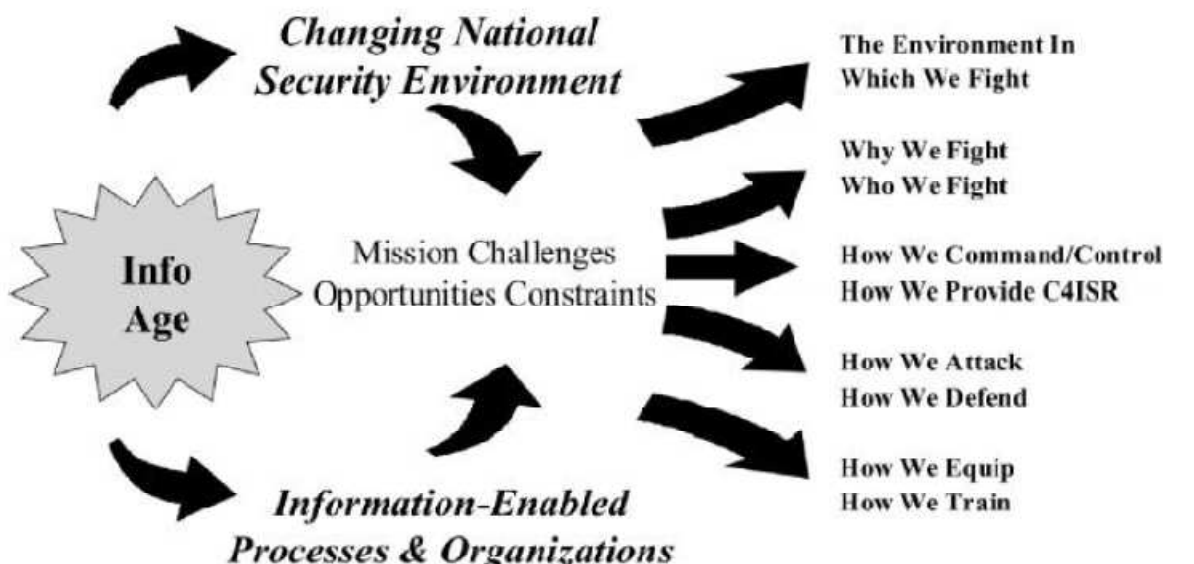 Changing National
Security Environment
Info
Age
Mission Challenges
Opportunities Constraints
Information-Enabled
Processes & Organizations
The Environment In
Which We Fight
Why We Fight
Who We Fight
How We Command/Control
How We Provide C4ISR
How We Attack
How We Defend
How We Equip
How We Train